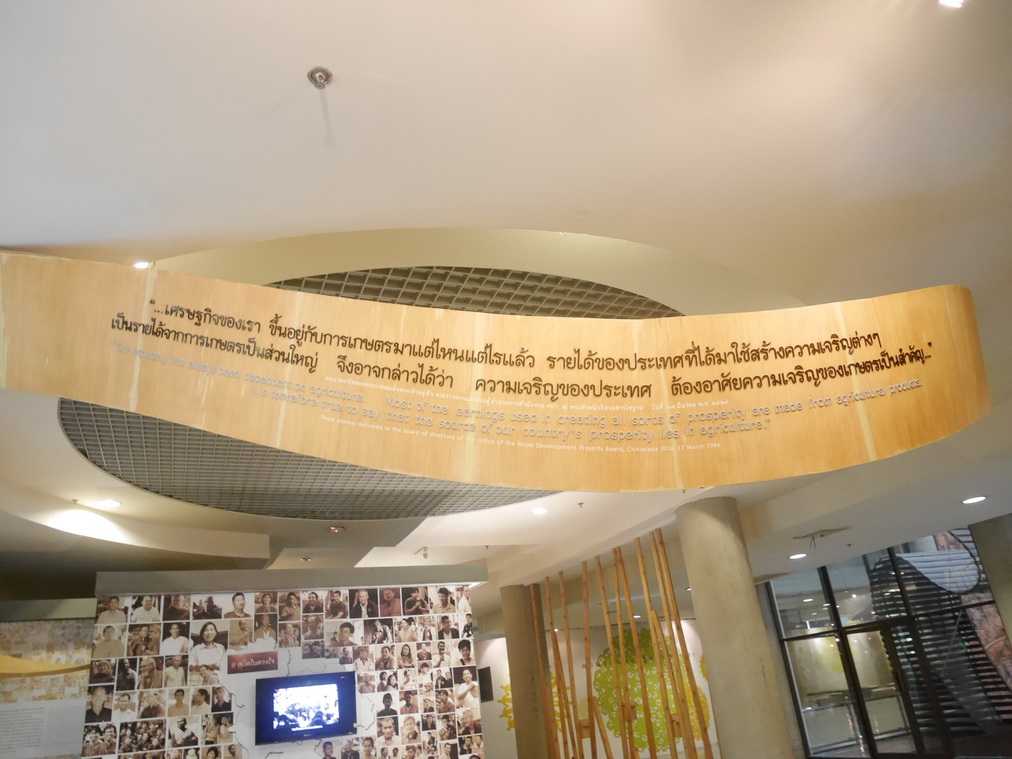 "...เศรษฐกิจของเรา ขึ้นอยู่กับการเกษตรมาแต่ไหนแต่ไรแล้ว รายได้ของประเทศที่ได้มาใช้สร้างความเจริญต่างๆ
เป็นรายได้จากการเกษตรเป็นส่วนใหญ่ จึงอาจกล่าวได้ว่า ความเจริญของประเทศ ต้องอาศัยความเจริญของเกษตรเป็นสำคัญ..."
"Our economy has always been dependent on agriculture. Most of the earnings used in creating all sorts of prosperity are made from agricultural products.
It is therefore true to say that the source of our country's prosperity lies in agriculture."
delivered to the board of directors of the Office of the Royal Development Projects Board, Chitralada Villa, 17 March